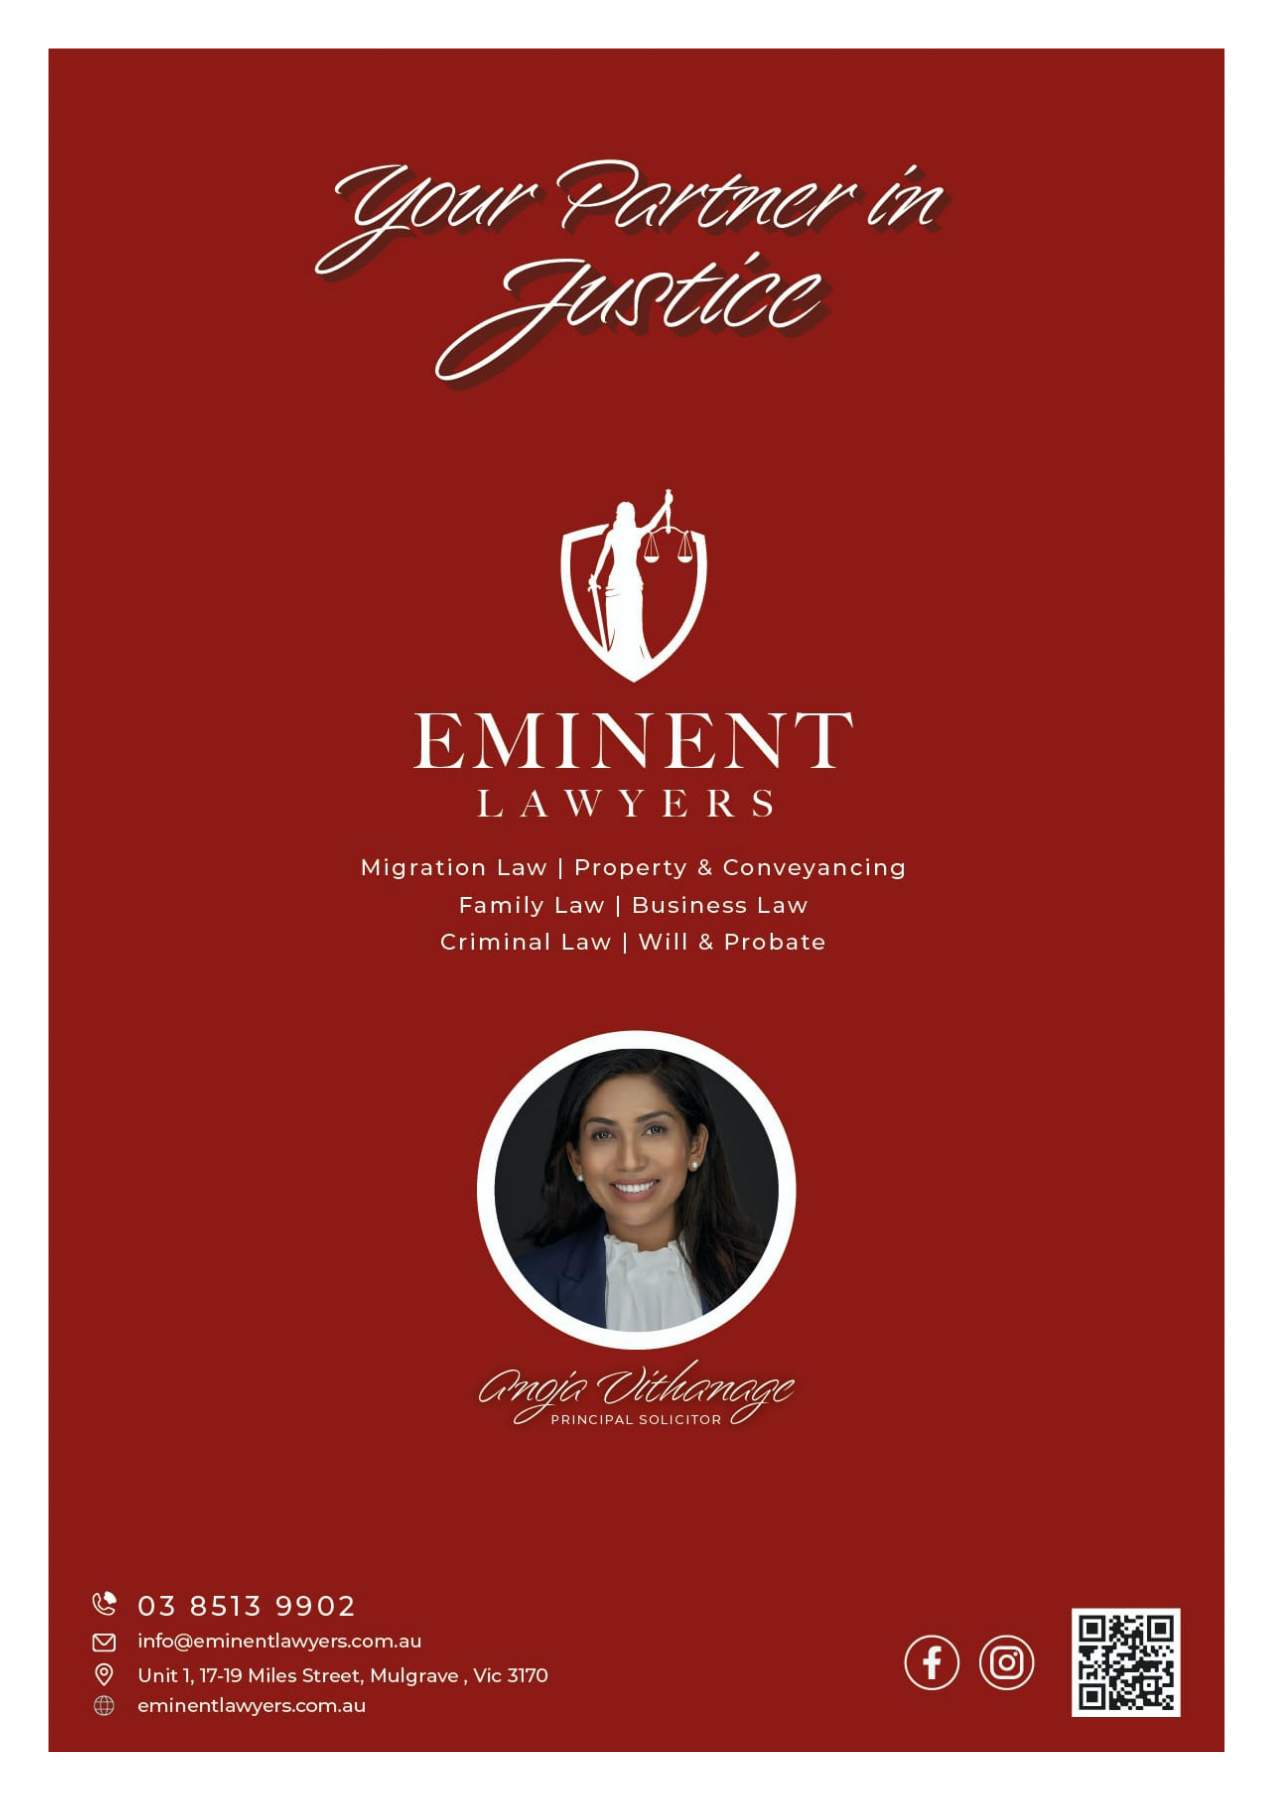 Your Partner in
Justice
EMINENT
LAWYERS
Migration Law | Property & Conveyancing
Family Law | Business Law
Criminal Law | Will & Probate
Anoja Vithanage
PRINCIPAL SOLICITOR
03 8513 9902
info@eminentlawyers.com.au
Unit 1, 17-19 Miles Street, Mulgrave , Vic 3170
eminentlawyers.com.au